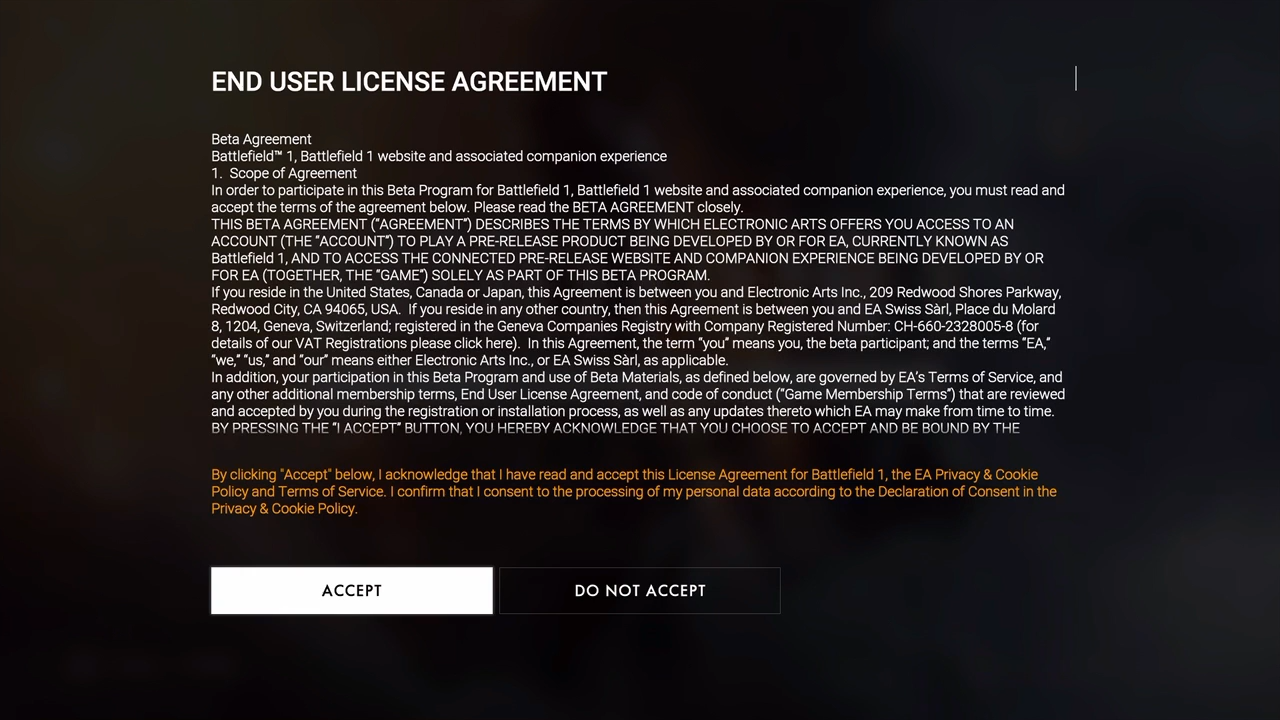 END USER LICENSE AGREEMENT
Beta Agreement
Battlefield™ 1, Battlefield 1 website and associated companion experience
1.  Scope of Agreement
In order to participate in this Beta Program for Battlefield 1, Battlefield 1 website and associated companion experience, you must read and
accept the terms of the agreement below. Please read the BETA AGREEMENT closely.
THIS BETA AGREEMENT (“AGREEMENT”) DESCRIBES THE TERMS BY WHICH ELECTRONIC ARTS OFFERS YOU ACCESS TO AN
ACCOUNT (THE “ACCOUNT”) TO PLAY A PRE-RELEASE PRODUCT BEING DEVELOPED BY OR FOR EA, CURRENTLY KNOWN AS
Battlefield 1, AND TO ACCESS THE CONNECTED PRE-RELEASE WEBSITE AND COMPANION EXPERIENCE BEING DEVELOPED BY OR
FOR EA (TOGETHER, THE “GAME”) SOLELY AS PART OF THIS BETA PROGRAM.
If you reside in the United States, Canada or Japan, this Agreement is between you and Electronic Arts Inc., 209 Redwood Shores Parkway,
Redwood City, CA 94065, USA.  If you reside in any other country, then this Agreement is between you and EA Swiss Sàrl, Place du Molard
8, 1204, Geneva, Switzerland; registered in the Geneva Companies Registry with Company Registered Number: CH-660-2328005-8 (for
details of our VAT Registrations please click here).  In this Agreement, the term “you” means you, the beta participant; and the terms “EA,”
“we,” “us,” and “our” means either Electronic Arts Inc., or EA Swiss Sàrl, as applicable.
In addition, your participation in this Beta Program and use of Beta Materials, as defined below, are governed by EA’s Terms of Service, and
any other additional membership terms, End User License Agreement, and code of conduct (“Game Membership Terms”) that are reviewed
and accepted by you during the registration or installation process, as well as any updates thereto which EA may make from time to time.
BY PRESSING THE “I ACCEPT” BUTTON, YOU HEREBY ACKNOWLEDGE THAT YOU CHOOSE TO ACCEPT AND BE BOUND BY THE
By clicking "Accept" below, I acknowledge that I have read and accept this License Agreement for Battlefield 1, the EA Privacy & Cookie
Policy and Terms of Service. I confirm that I consent to the processing of my personal data according to the Declaration of Consent in the
Privacy & Cookie Policy.
ACCEPT
DO NOT ACCEPT